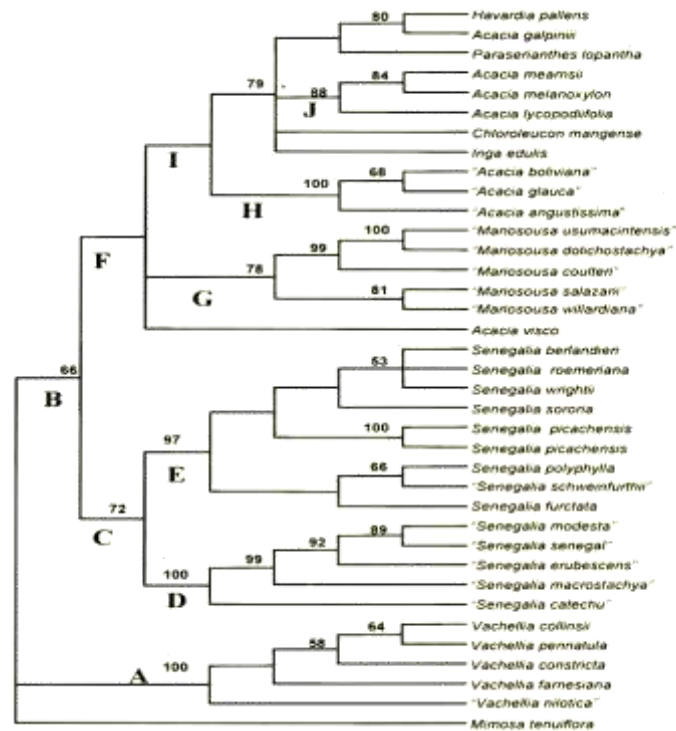 80 Havardia pallens
Acacia galpinii
Paraserianthes lopantha
79 84 Acacia mearnsii
88 Acacia melanoxylon
J Acacia lycopodiifolia
Chloroleucon mangense
I Inga edulis
68 "Acacia boliviana"
100 "Acacia glauca"
H "Acacia angustissima"
100 "Mariosousa usumacintensis"
99 "Mariosousa dolichostachya"
F 78 "Mariosousa coulteri"
G 81 "Mariosousa salazari"
"Mariosousa willardiana"
Acacia visco
Senegalia berlandieri
66 53 Senegalia roemeriana
B Senegalia wrightii
Senegalia sororia
100 Senegalia picachensis
97 Senegalia picachensis
E 66 Senegalia polyphylla
"Senegalia schweinfurthii"
72 Senegalia furctata
C 89 "Senegalia modesta"
92 "Senegalia senegal"
99 "Senegalia erubescens"
100 "Senegalia macrostachya"
D "Senegalia catechu"
64 Vachellia collinsii
58 Vachellia pennatula
100 Vachellia constricta
A Vachellia farnesiana
"Vachellia nilotica"
Mimosa tenuiflora